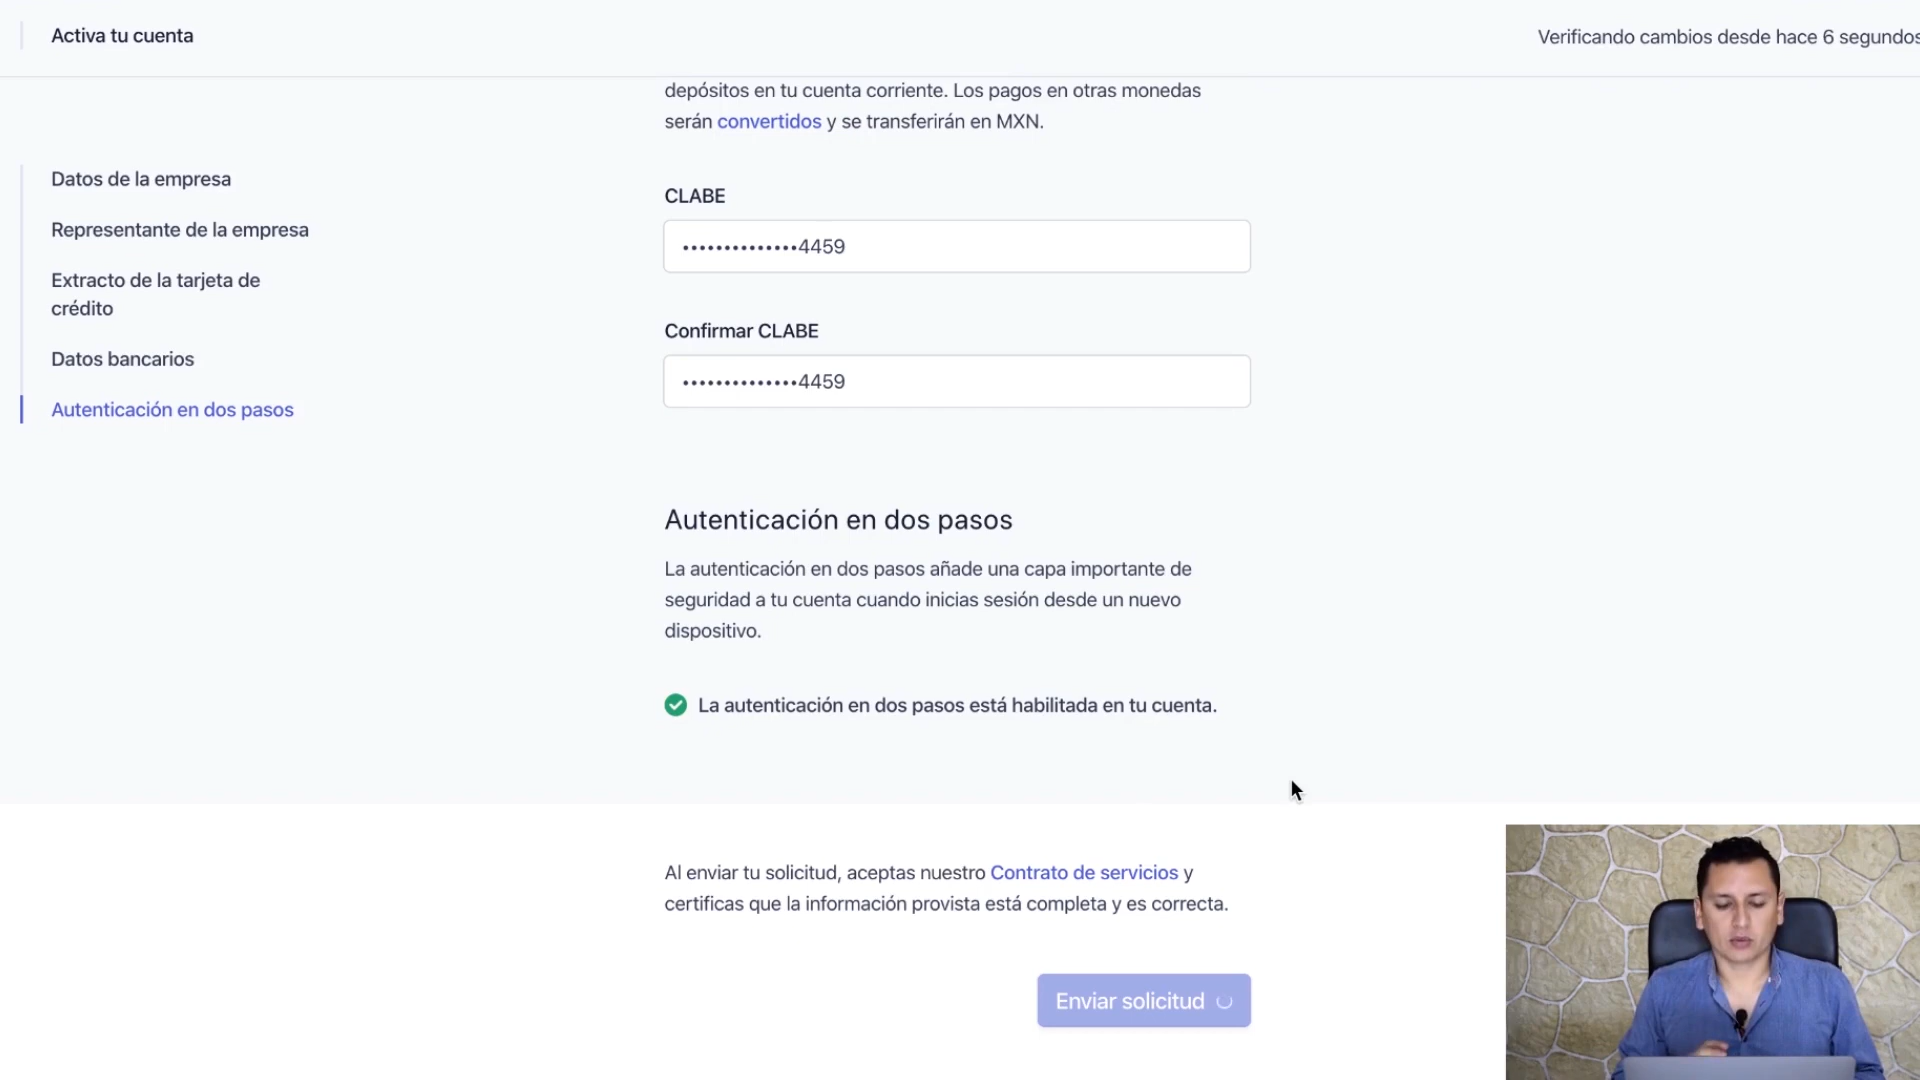 Activa tu cuenta
Verificando cambios desde hace 6 segundos
depósitos en tu cuenta corriente. Los pagos en otras monedas
serán convertidos y se transferirán en MXN.
Datos de la empresa
Representante de la empresa
Extracto de la tarjeta de
crédito
Datos bancarios
Autenticación en dos pasos
CLABE
••••••••••••••4459
Confirmar CLABE
••••••••••••••4459
Autenticación en dos pasos
La autenticación en dos pasos añade una capa importante de
seguridad a tu cuenta cuando inicias sesión desde un nuevo
dispositivo.
La autenticación en dos pasos está habilitada en tu cuenta.
Al enviar tu solicitud, aceptas nuestro Contrato de servicios y
certificas que la información provista está completa y es correcta.
Enviar solicitud